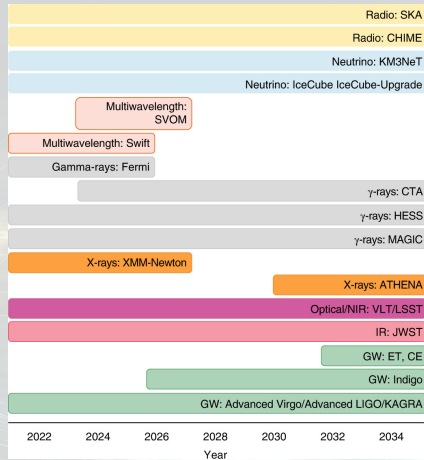 Radio: SKA
Radio: CHIME
Neutrino: KM3NeT
Neutrino: IceCube IceCube-Upgrade
Multiwavelength:
SVOM
Multiwavelength: Swift
Gamma-rays: Fermi
γ-rays: CTA
γ-rays: HESS
γ-rays: MAGIC
X-rays: XMM-Newton
X-rays: ATHENA
Optical/NIR: VLT/LSST
IR: JWST
GW: ET, CE
GW: Indigo
GW: Advanced Virgo/Advanced LIGO/KAGRA
2022 2024 2026 2028 2030 2032 2034
Year